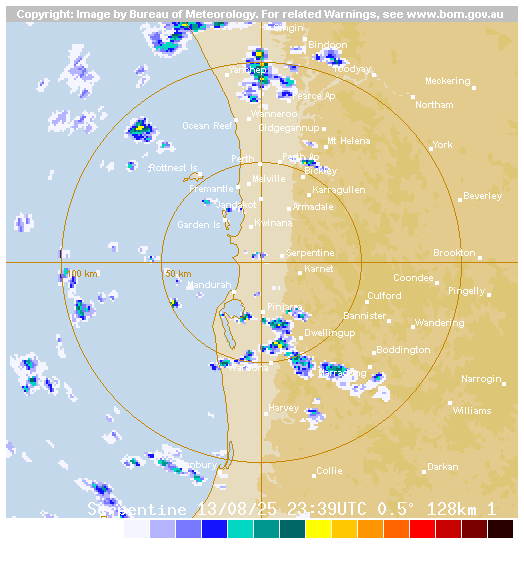 Copyright: Image by Bureau of Meteorology. For related Warnings, see www.bom.gov.au
Bindoon
Yanchep
Toodyay
Meckering
Pearce Ap
Northam
Wanneroo
Ocean Reef
Gidgegannup
Mt Helena
York
Perth
Perth Ap
Rottnest Is
Bickley
Melville
Fremantle
Karragullen
Beverley
Jandakot
Armadale
Garden Is
Kwinana
Serpentine
Brookton
Karnet
100 km
50 km
Coondee
Mandurah
Pingelly
Culford
Pinjarra
Bannister
Wandering
Dwellingup
Boddington
Narrogin
Harvey
Williams
Bunbury
Collie
Darkan
Serpentine 13/08/25 23:39UTC 0.5° 128km 1